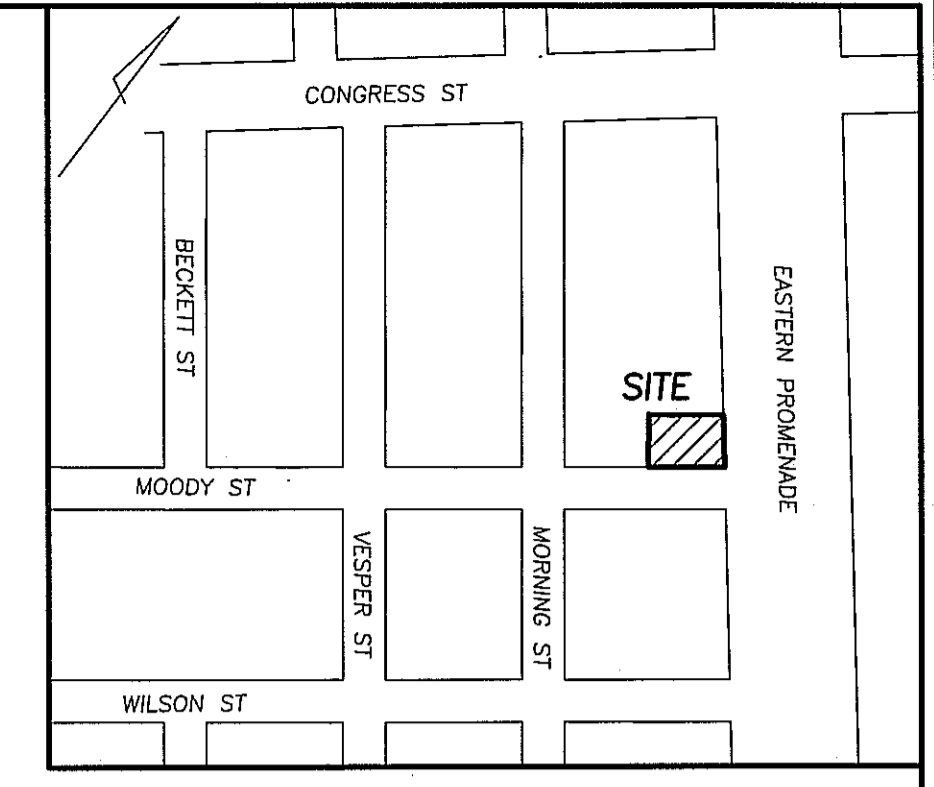 CONGRESS ST
BECKETT ST
EASTERN PROMENADE
SITE
MOODY ST
VESPER ST
MORNING ST
WILSON ST